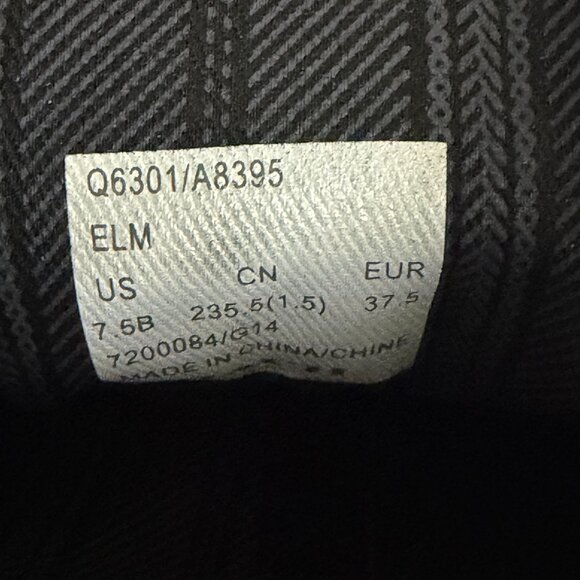 Q6301/A8395
ELM
US CN EUR
7.5B 235.5(1.5) 37.5
7200084/G14
MADE IN CHINA/CHINE